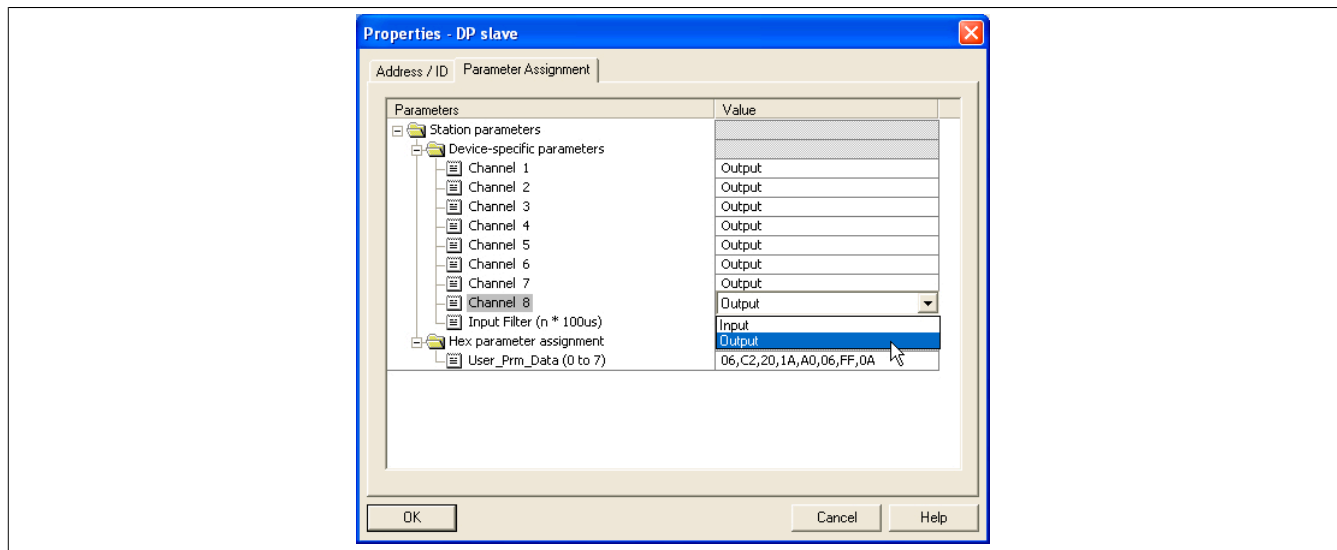 Properties - DP slave
Address / ID Parameter Assignment
Parameters Value
Station parameters
Device-specific parameters
Channel 1 Output
Channel 2 Output
Channel 3 Output
Channel 4 Output
Channel 5 Output
Channel 6 Output
Channel 7 Output
Channel 8 Output
Input Filter (n * 100us) Input
Hex parameter assignment Output
User_Prm_Data (0 to 7) 06,C2,20,1A,A0,06,FF,0A
OK Cancel Help